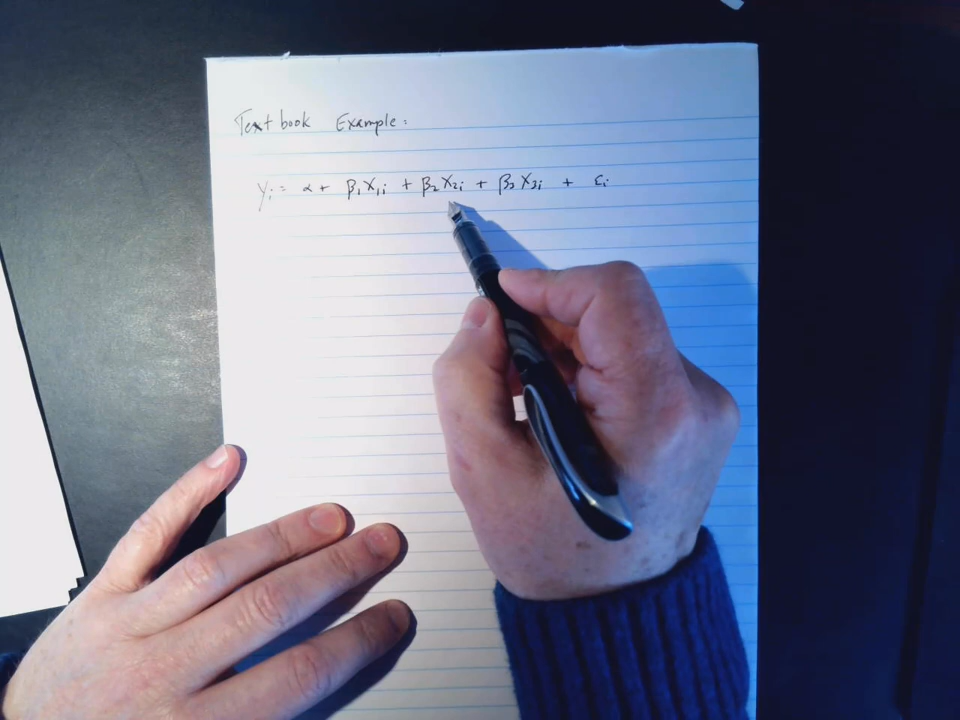 Textbook Example:
yᵢ = α + β₁X₁ᵢ + β₂X₂ᵢ + β₃X₃ᵢ + εᵢ